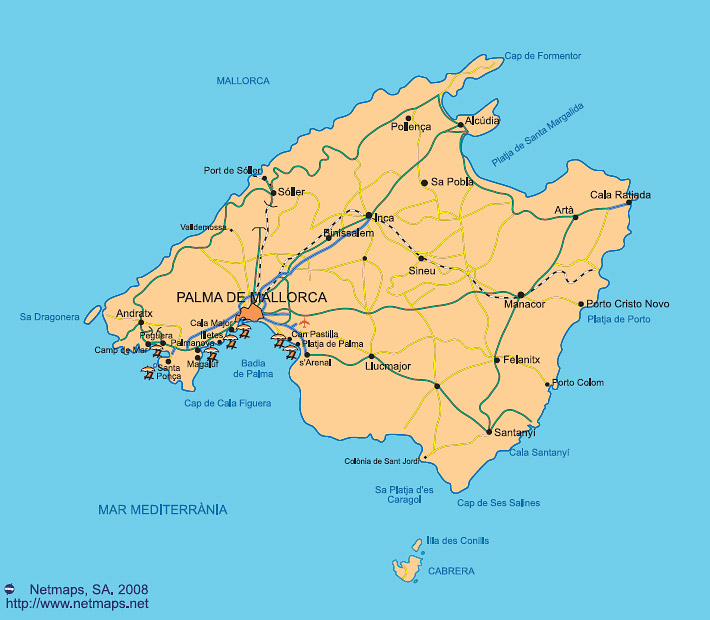 Cap de Formentor
MALLORCA
Platja de Santa Margalida
Pollença
Alcúdia
Port de Sóller
Sóller
Sa Pobla
Cala Ratjada
Artà
Valldemossa
Inca
Binissalem
Sineu
PALMA DE MALLORCA
Manacor
Porto Cristo Novo
Platja de Porto
Sa Dragonera
Andratx
Cala Major
Peguera
Illetes
Can Pastilla
Camp de Mar
Palmanova
Platja de Palma
s'Arenal
Magaluf
Santa
Ponça
Badia
de Palma
Llucmajor
Felanitx
Porto Colom
Cap de Cala Figuera
Santanyí
Cala Santanyí
Colònia de Sant Jordi
Sa Platja d'es
Caragol
Cap de Ses Salines
MAR MEDITERRÀNIA
Illa des Conills
CABRERA
© Netmaps, SA. 2008
http://www.netmaps.net